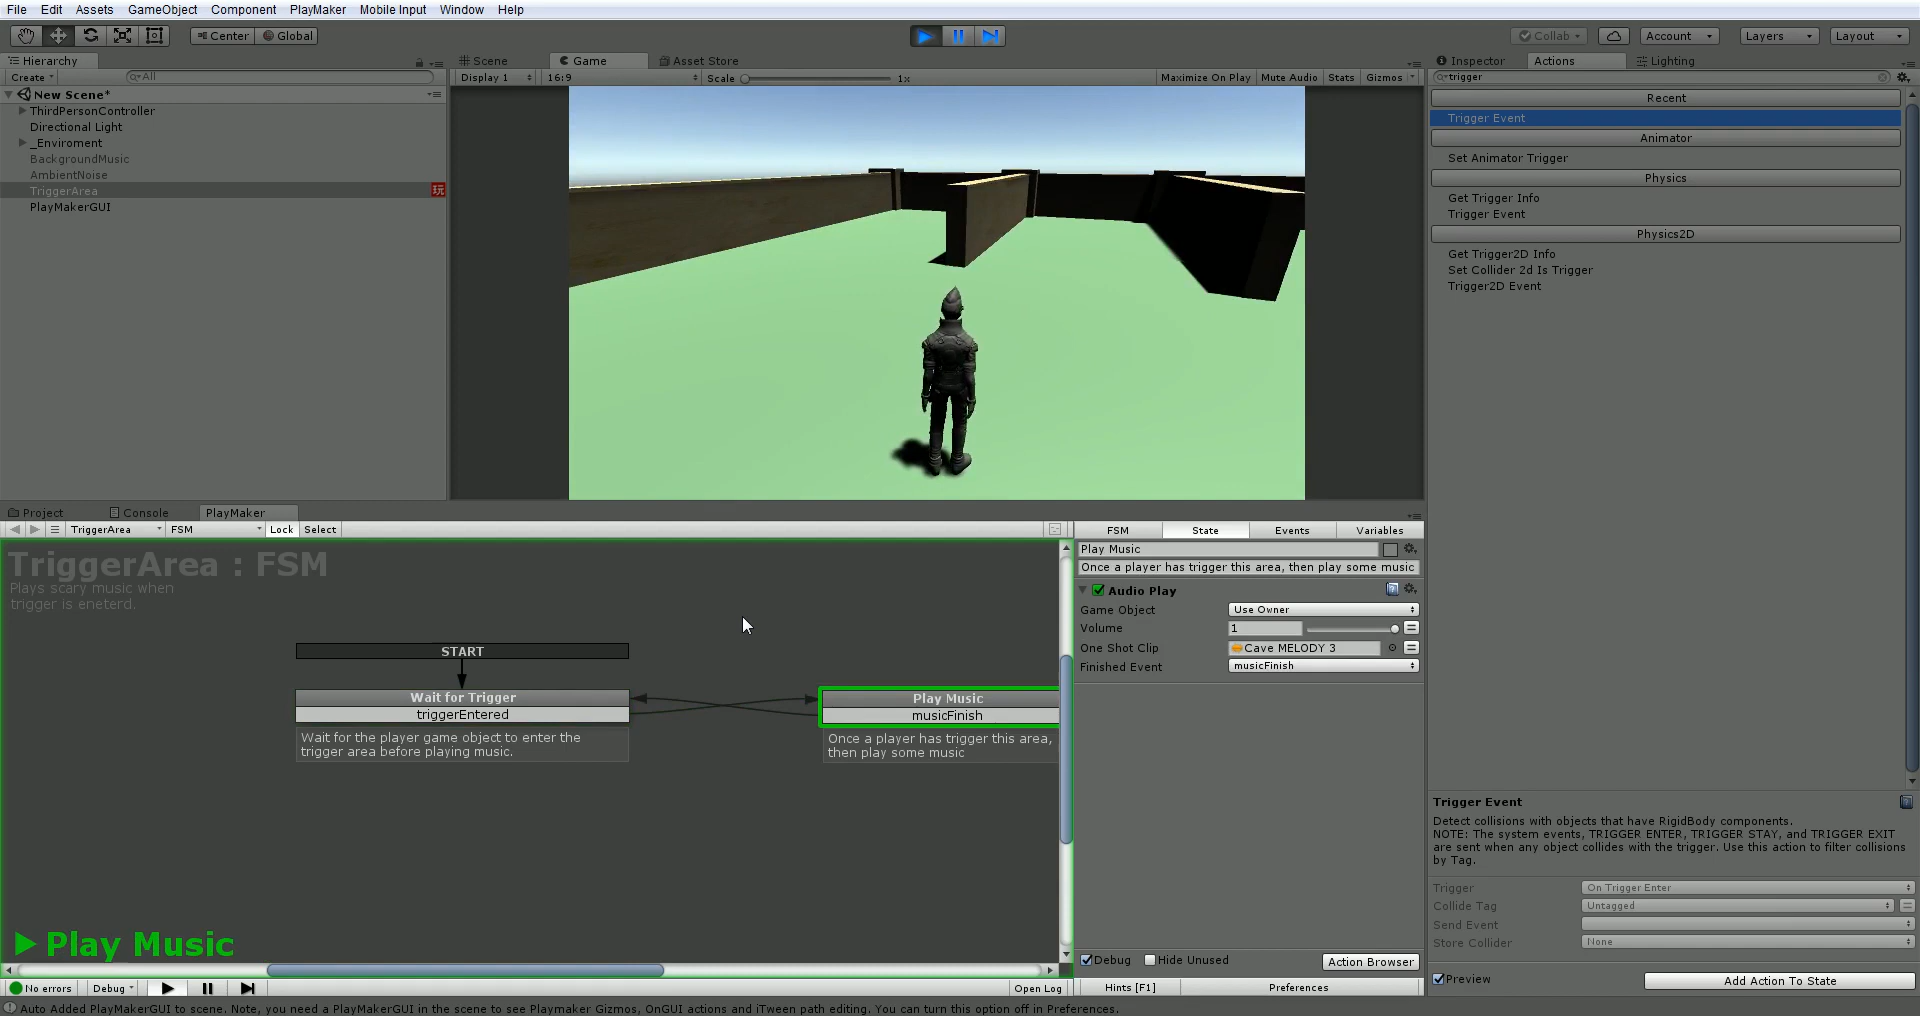 File Edit Assets GameObject Component PlayMaker Mobile Input Window Help
Center Global Collab Account Layers Layout
Hierarchy
Create All
New Scene*
ThirdPersonController
Directional Light
_Enviroment
BackgroundMusic
AmbientNoise
TriggerArea 玩
PlayMakerGUI
Scene Game Asset Store
Display 1 16:9 Scale 1x Maximize On Play Mute Audio Stats Gizmos
Inspector Actions Lighting
trigger
Recent
Trigger Event
Animator
Set Animator Trigger
Physics
Get Trigger Info
Trigger Event
Physics2D
Get Trigger2D Info
Set Collider 2d Is Trigger
Trigger2D Event
Project Console PlayMaker
TriggerArea FSM Lock Select
TriggerArea : FSM
Plays scary music when
trigger is eneterd.
START
Wait for Trigger
triggerEntered
Wait for the player game object to enter the
trigger area before playing music.
Play Music
musicFinish
Once a player has trigger this area,
then play some music
Play Music
No errors Debug Open Log
FSM State Events Variables
Play Music
Once a player has trigger this area, then play some music
Audio Play
Game Object Use Owner
Volume 1
One Shot Clip Cave MELODY 3
Finished Event musicFinish
Debug Hide Unused Action Browser
Hints [F1] Preferences
Trigger Event
Detect collisions with objects that have RigidBody components.
NOTE: The system events, TRIGGER ENTER, TRIGGER STAY, and TRIGGER EXIT
are sent when any object collides with the trigger. Use this action to filter collisions
by Tag.
Trigger On Trigger Enter
Collide Tag Untagged
Send Event
Store Collider None
Preview Add Action To State
Auto Added PlayMakerGUI to scene. Note, you need a PlayMakerGUI in the scene to see Playmaker Gizmos, OnGUI actions and iTween path editing. You can turn this option off in Preferences.